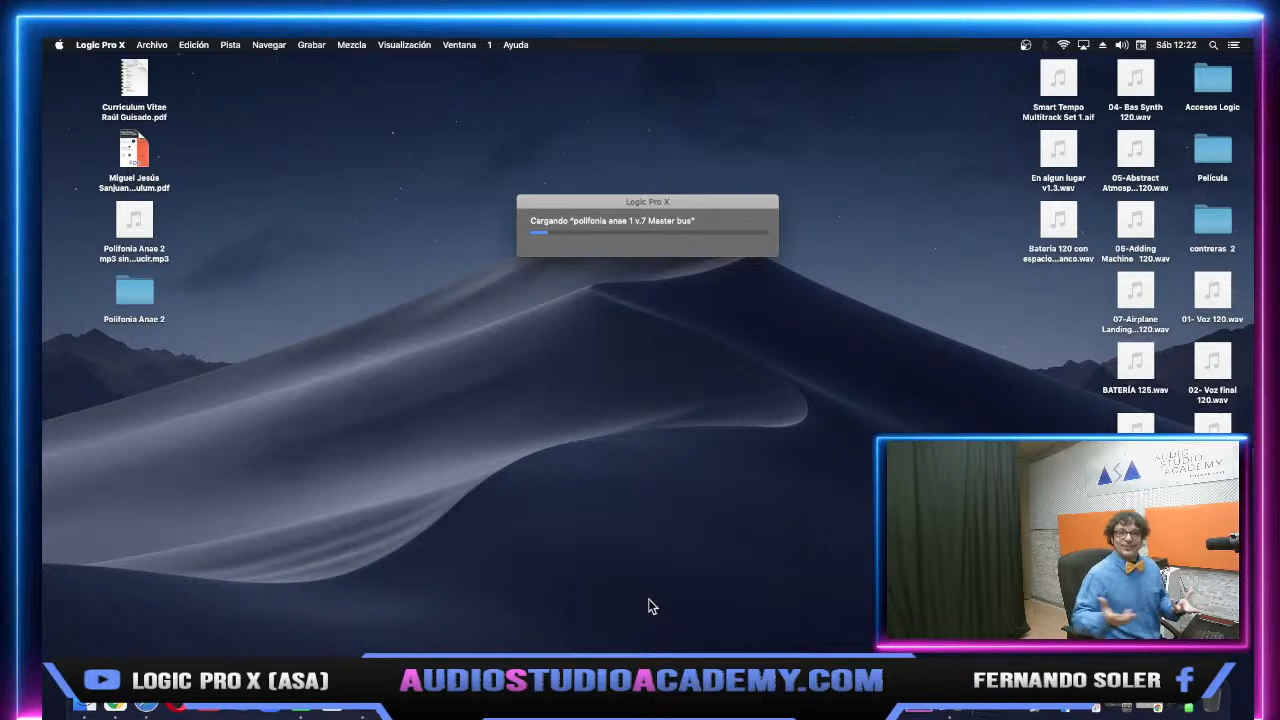 Logic Pro X Archivo Edición Pista Navegar Grabar Mezcla Visualización Ventana 1 Ayuda
Sáb 12:22
Curriculum Vitae
Raúl Guisado.pdf
Miguel Jesús
Sanjuan...ulum.pdf
Polifonia Anae 2
mp3 sin...ucir.mp3
Polifonia Anae 2
Logic Pro X
Cargando “polifonia anae 1 v.7 Master bus”
Smart Tempo
Multitrack Set 1.aif
04- Bas Synth
120.wav
Accesos Logic
En algun lugar
v1.3.wav
05-Abstract
Atmosp...120.wav
Película
Bateria 120 con
espacio...anco.wav
06-Adding
Machine 120.wav
contreras 2
07-Airplane
Landing...120.wav
01- Voz 120.wav
BATERÍA 125.wav
02- Voz final
120.wav
ASA
AUDIO
STUDIO
ACADEMY
LOGIC PRO X (ASA)
AUDIOSTUDIOACADEMY.COM
FERNANDO SOLER